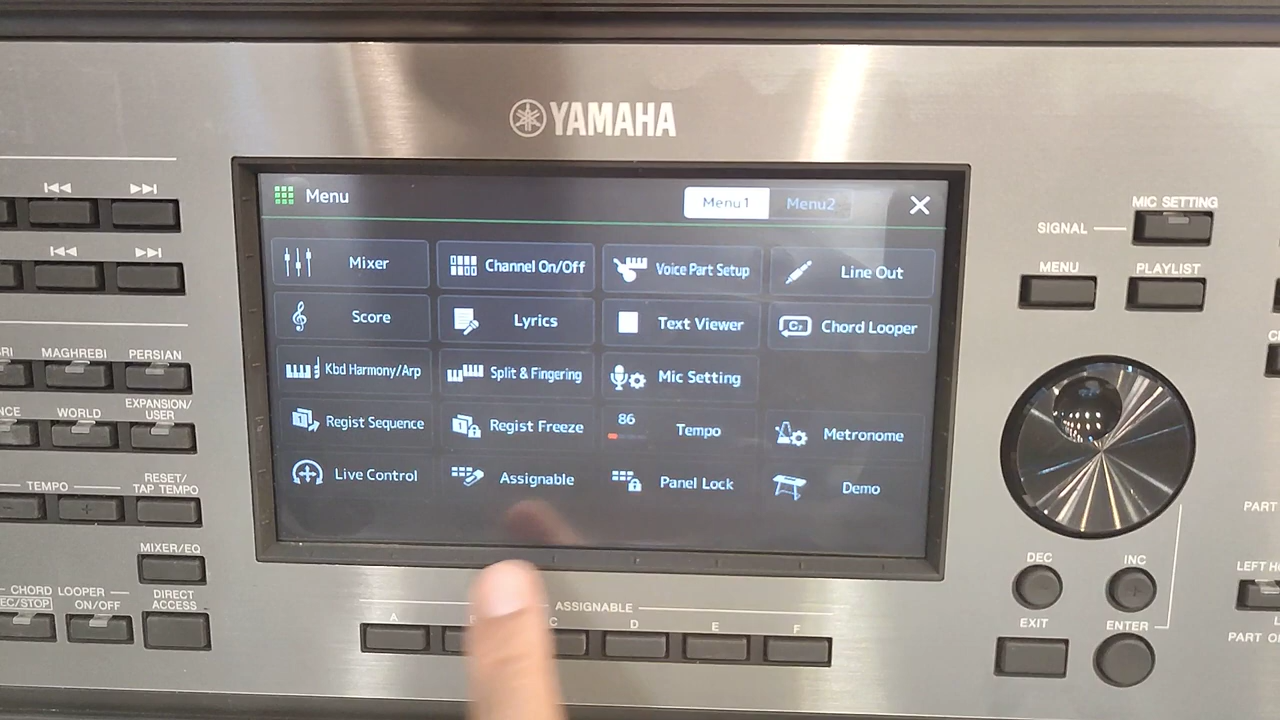 YAMAHA
Menu
Menu1
Menu2
Mixer
Channel On/Off
Voice Part Setup
Line Out
Score
Lyrics
Text Viewer
Chord Looper
Kbd Harmony/Arp
Split & Fingering
Mic Setting
Regist Sequence
Regist Freeze
86
Tempo
Metronome
Live Control
Assignable
Panel Lock
Demo
MAGHREBI
PERSIAN
WORLD
EXPANSION/
USER
TEMPO
RESET/
TAP TEMPO
MIXER/EQ
CHORD LOOPER
ON/OFF
DIRECT
ACCESS
ASSIGNABLE
A
C
D
E
F
MIC SETTING
SIGNAL
MENU
PLAYLIST
DEC
INC
EXIT
ENTER
PART